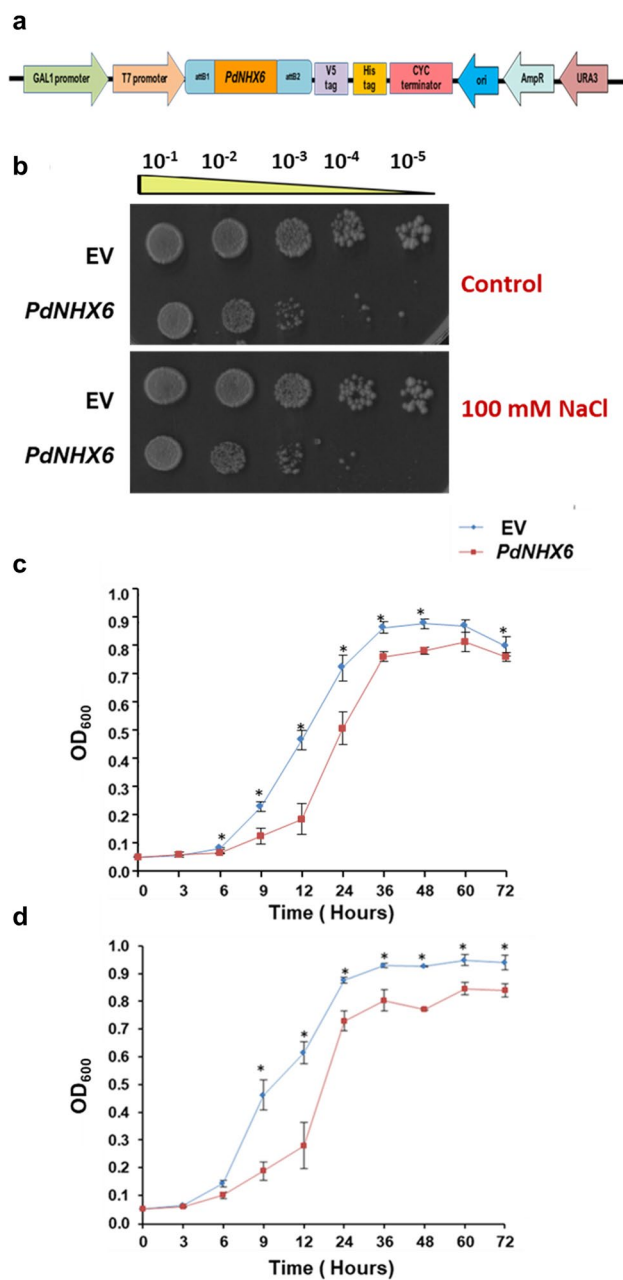 a
GAL1 promoter T7 promoter attB1 PdNHX6 attB2 V5 tag His tag CYC terminator ori AmpR URA3
b
10-1 10-2 10-3 10-4 10-5
EV
PdNHX6
Control
EV
PdNHX6
100 mM NaCl
EV
PdNHX6
c
1.0
0.9
0.8
0.7
0.6
0.5
0.4
0.3
0.2
0.1
0.0
OD600
* * * * * * * *
0 3 6 9 12 24 36 48 60 72
Time ( Hours)
d
1.0
0.9
0.8
0.7
0.6
0.5
0.4
0.3
0.2
0.1
0.0
OD600
* * * * * * *
0 3 6 9 12 24 36 48 60 72
Time (Hours)